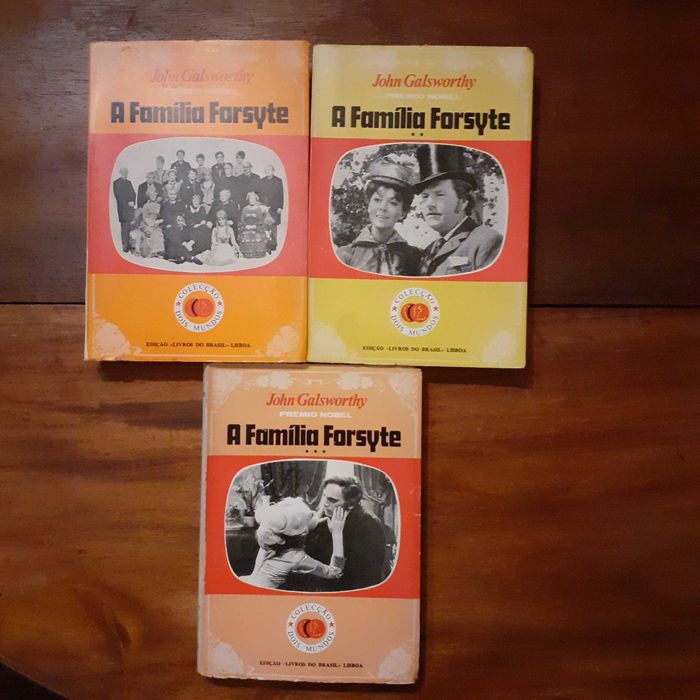 John Galsworthy
PRÉMIO NOBEL
A Família Forsyte
COLECÇÃO
DOIS MUNDOS
EDIÇÃO «LIVROS DO BRASIL» LISBOA
John Galsworthy
PRÉMIO NOBEL
A Família Forsyte
**
COLECÇÃO
DOIS MUNDOS
EDIÇÃO «LIVROS DO BRASIL» LISBOA
John Galsworthy
PRÉMIO NOBEL
A Família Forsyte
***
COLECÇÃO
DOIS MUNDOS
EDIÇÃO «LIVROS DO BRASIL» LISBOA